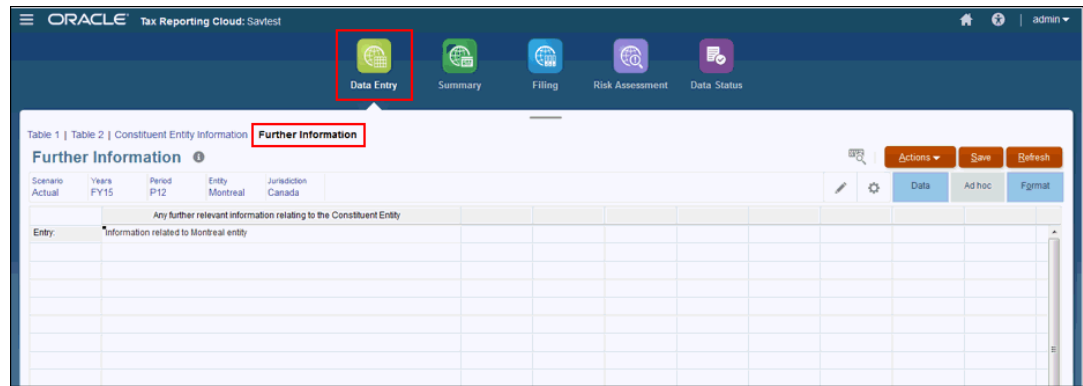 ORACLE® Tax Reporting Cloud: Savtest admin
Data Entry Summary Filing Risk Assessment Data Status
Table 1 | Table 2 | Constituent Entity Information Further Information
Further Information
Actions Save Refresh
Scenario Years Period Entity Jurisdiction
Actual FY15 P12 Montreal Canada
Data Ad hoc Format
Any further relevant information relating to the Constituent Entity
Entry: Information related to Montreal entity